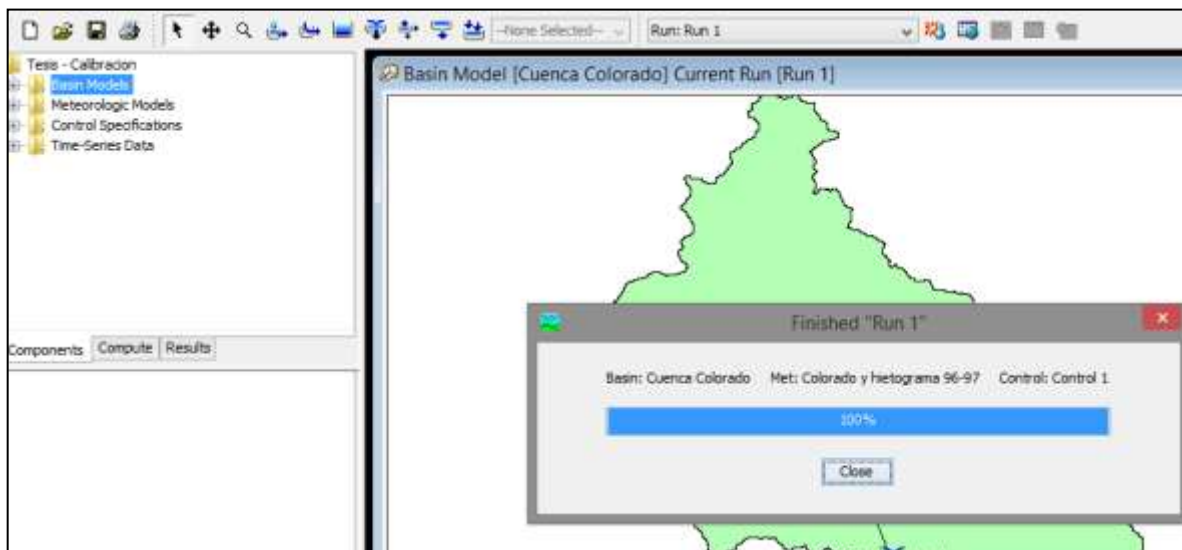 --None Selected--
Run: Run 1
Tesis - Calibracion
Basin Models
Meteorologic Models
Control Specifications
Time-Series Data
Components
Compute
Results
Basin Model [Cuenca Colorado] Current Run [Run 1]
Finished "Run 1"
Basin: Cuenca Colorado Met: Colorado y hietograma 96-97 Control: Control 1
100%
Close